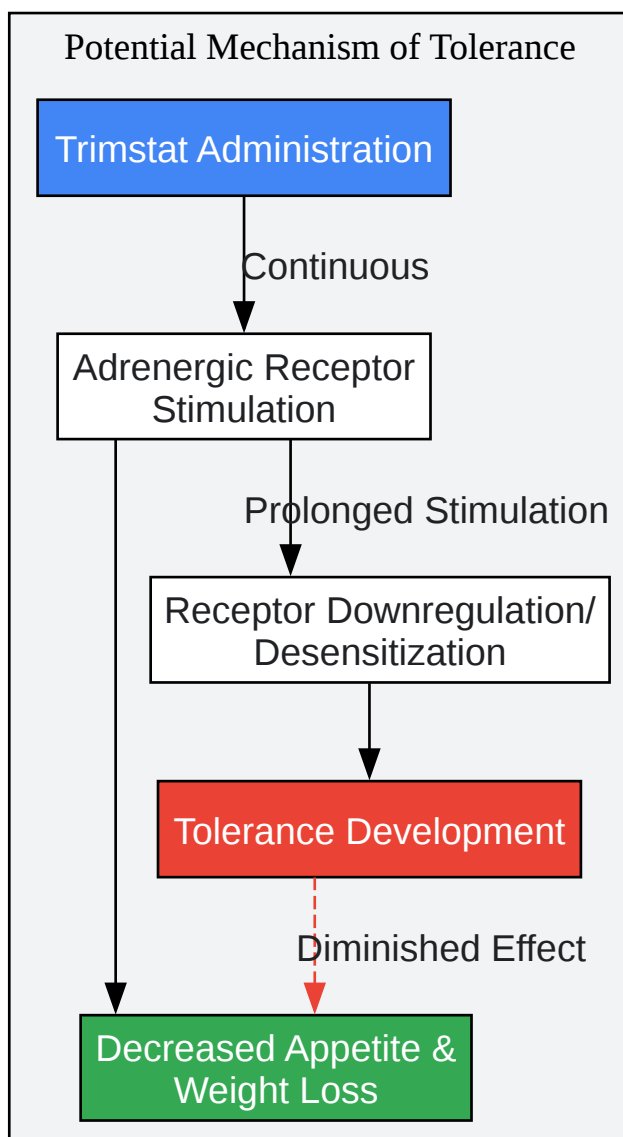 Potential Mechanism of Tolerance
Trimstat Administration
Continuous
Adrenergic Receptor
Stimulation
Prolonged Stimulation
Receptor Downregulation/
Desensitization
Tolerance Development
Diminished Effect
Decreased Appetite &
Weight Loss